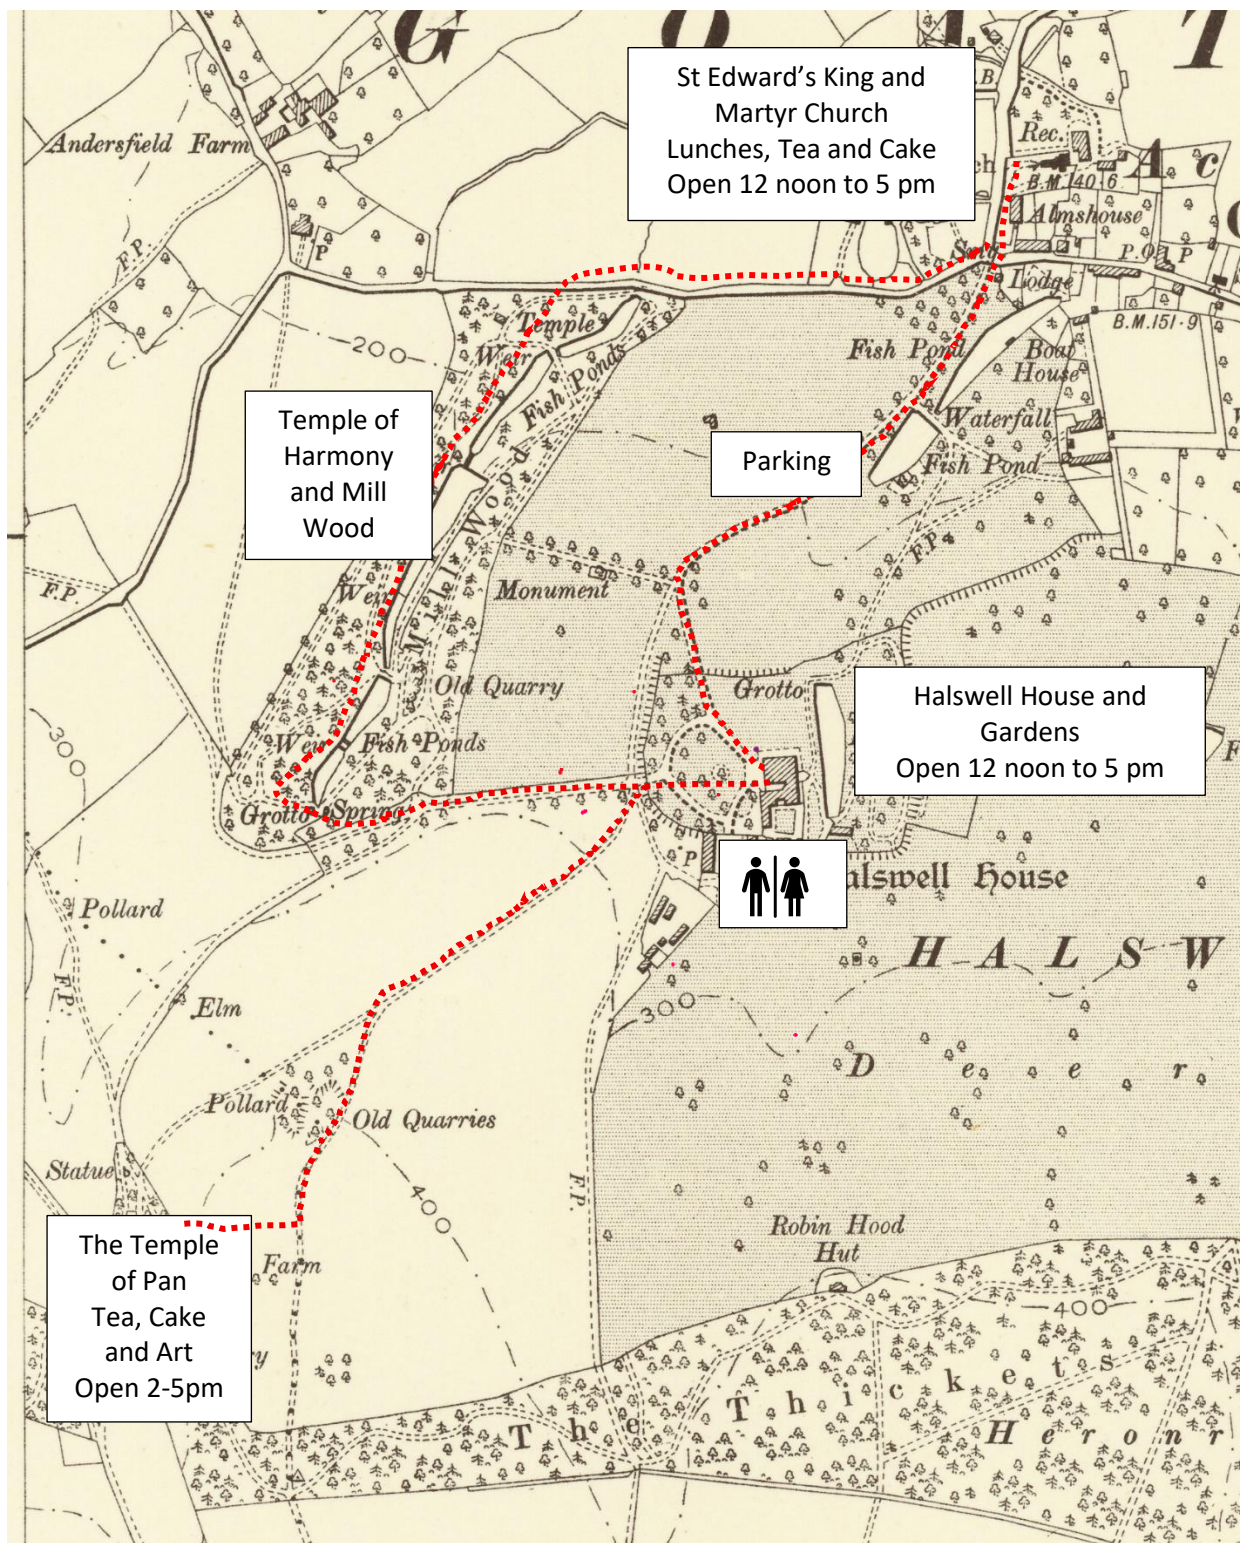 G O A T
St Edward's King and
Martyr Church
Lunches, Tea and Cake
Open 12 noon to 5 pm
B.
Rec.
Andersfield Farm
ch
A c
B.M.140·6
Almshouse
F.P.
P
P.O.
P
Lodge
Temple
B.M.151·9
200
Weir
Fish Pond
Boat
House
Fish Ponds
Temple of
Harmony
and Mill
Wood
Waterfall
Parking
Fish Pond
Mill Wood
F.P.
F.P.
Weir
Monument
Old Quarry
Grotto
Halswell House and
Gardens
Open 12 noon to 5 pm
300
Weir
Fish Ponds
F
Grotto
Spring
P
alswell House
Pollard
HALSW
F.P.
Elm
300
Deer
Pollard
Old Quarries
Statue
F.P.
400
Robin Hood
Hut
The Temple
of Pan
Tea, Cake
and Art
Open 2-5pm
Farm
400
ry
The Thickets
Heronr